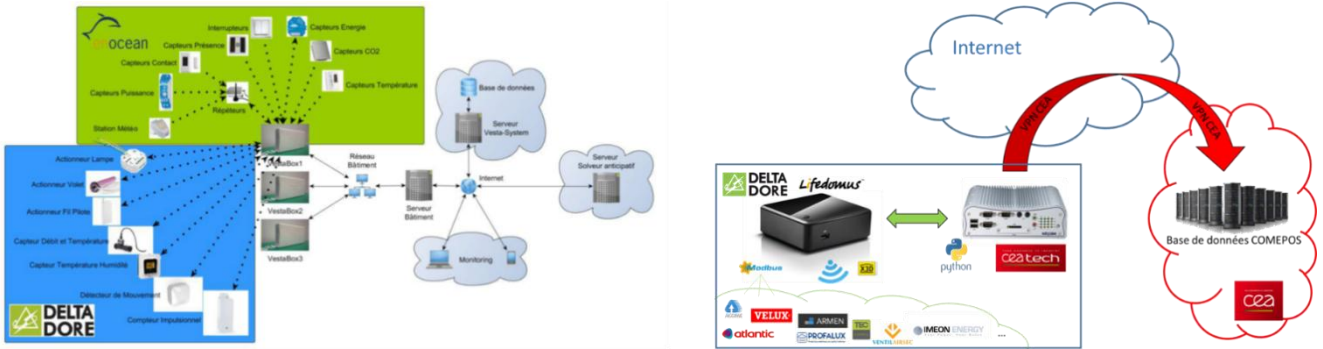 enocean
Interrupteurs
Capteurs Energie
Capteurs Présence
Capteurs CO2
Capteurs Contact
Capteurs Température
Capteurs Puissance
Répéteurs
Station Météo
Actionneur Lampe
Actionneur Volet
Actionneur Fil Pilote
Capteur Débit et Température
Capteur Température Humidité
Détecteur de Mouvement
Compteur Impulsionnel
DELTA
DORE
VestaBox1
VestaBox2
VestaBox3
Réseau
Bâtiment
Serveur
Bâtiment
Base de données
Serveur
Vesta-System
Internet
Serveur
Solveur anticipatif
Monitoring
Internet
VPN CEA
VPN CEA
DELTA
DORE
Lifedomus
Modbus
X3D
python
ceatech
VELUX
ARMEN
TEC
atlantic
PROFALUX
IMEON ENERGY
...
Base de données COMEPOS
cea